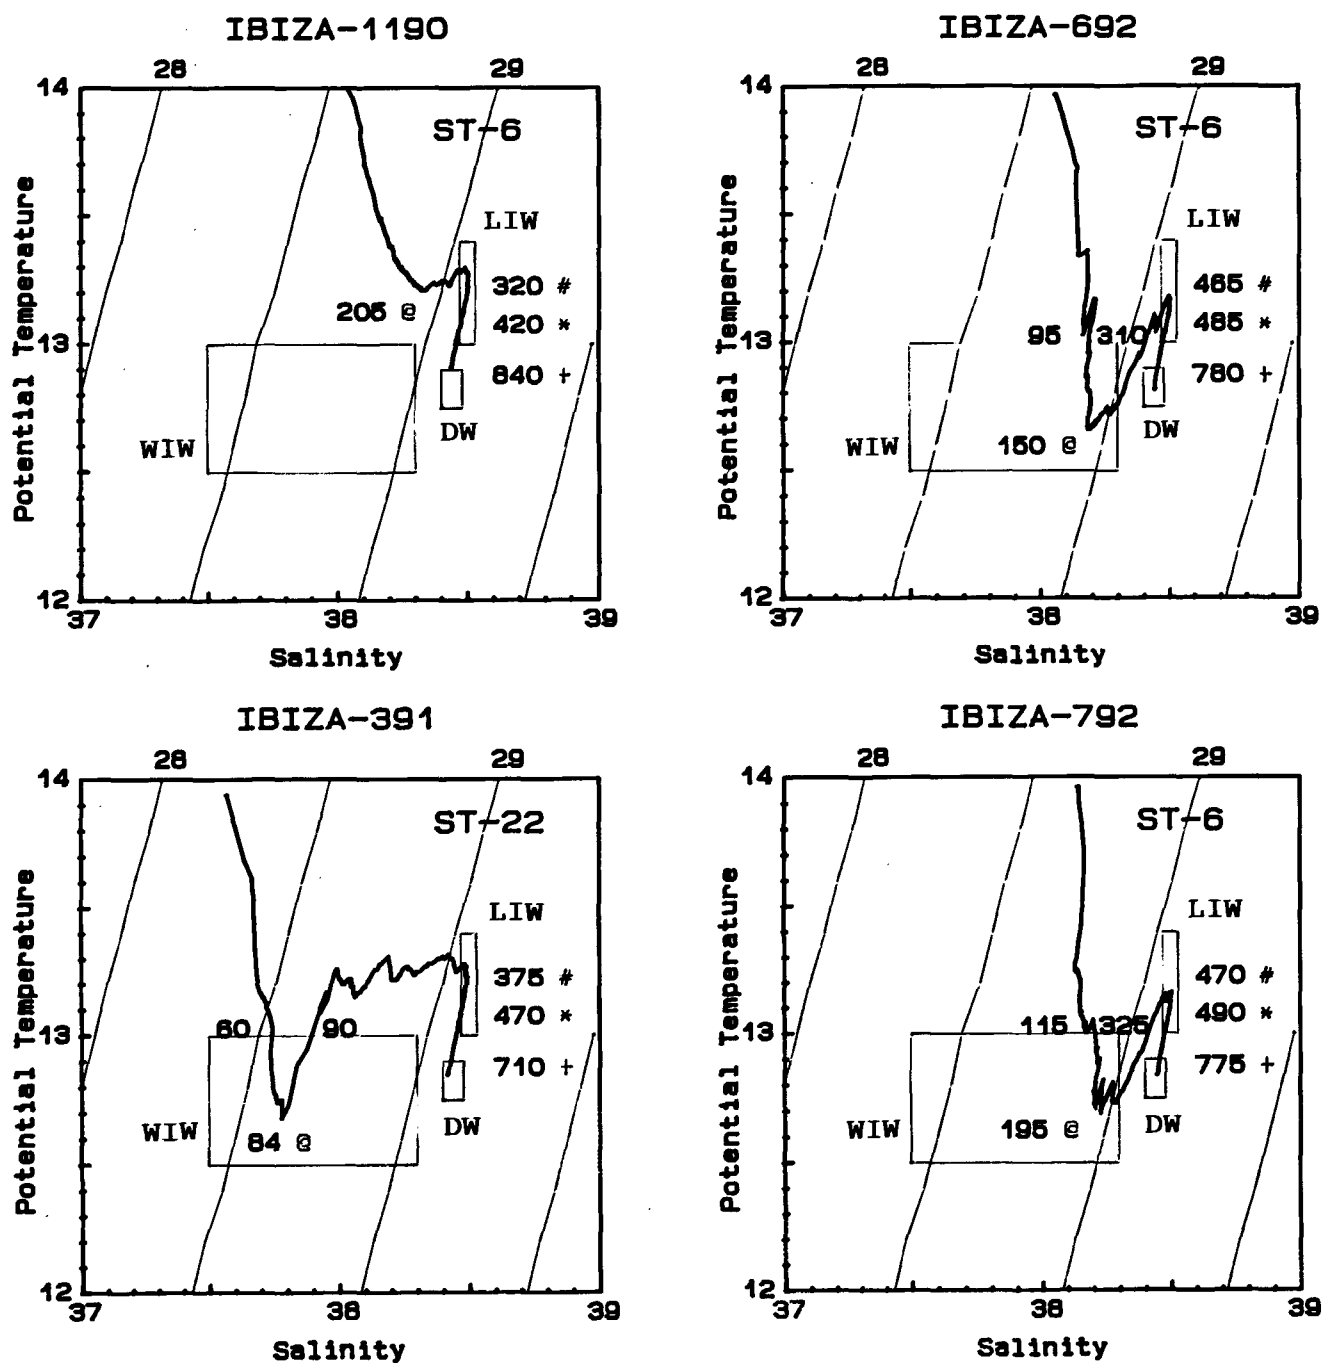 IBIZA-1190
28 29
14
ST-6
LIW
320 #
205 @
420 *
13
840 +
DW
WIW
12
37 38 39
Potential Temperature
Salinity
IBIZA-692
28 29
14
ST-6
LIW
465 #
95 310 485 *
13
780 +
DW
WIW 150 @
12
37 38 39
Potential Temperature
Salinity
IBIZA-391
28 29
14
ST-22
LIW
375 #
60 90 470 *
13
710 +
DW
WIW 84 @
12
37 38 39
Potential Temperature
Salinity
IBIZA-792
28 29
14
ST-6
LIW
470 #
115 325 490 *
13
775 +
DW
WIW 195 @
12
37 38 39
Potential Temperature
Salinity